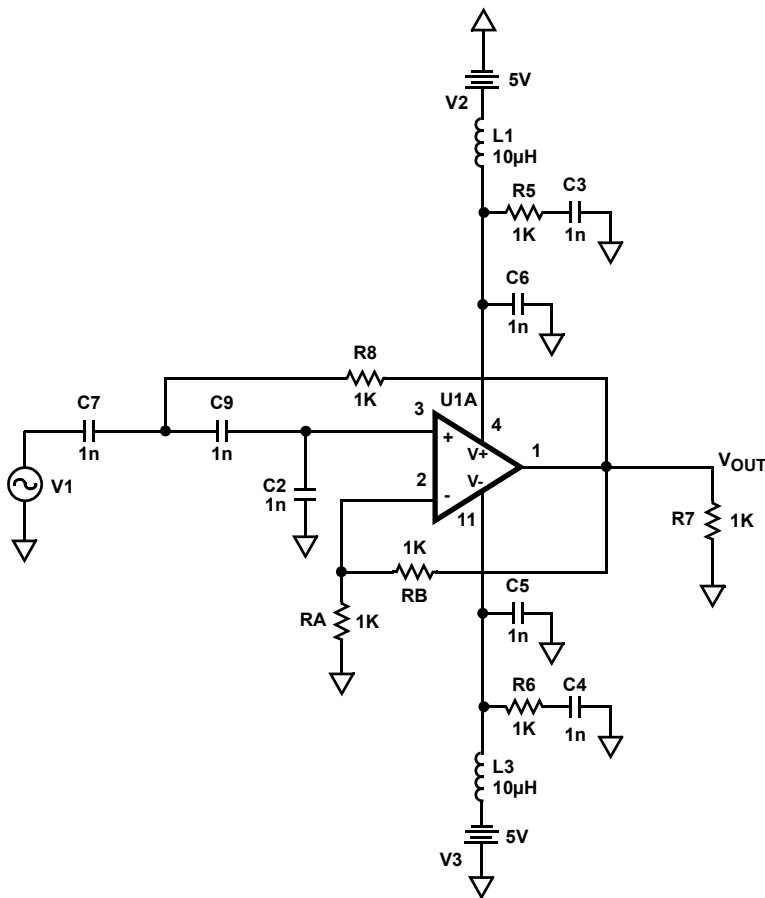 5V
V2
L1
10µH
R5
C3
1K
1n
C6
1n
R8
1K
U1A
C7
C9
3
4
1n
1n
+
V+
1
VOUT
V1
C2
1n
2
-
V-
11
R7
1K
1K
RB
C5
1n
RA
1K
R6
C4
1K
1n
L3
10µH
5V
V3